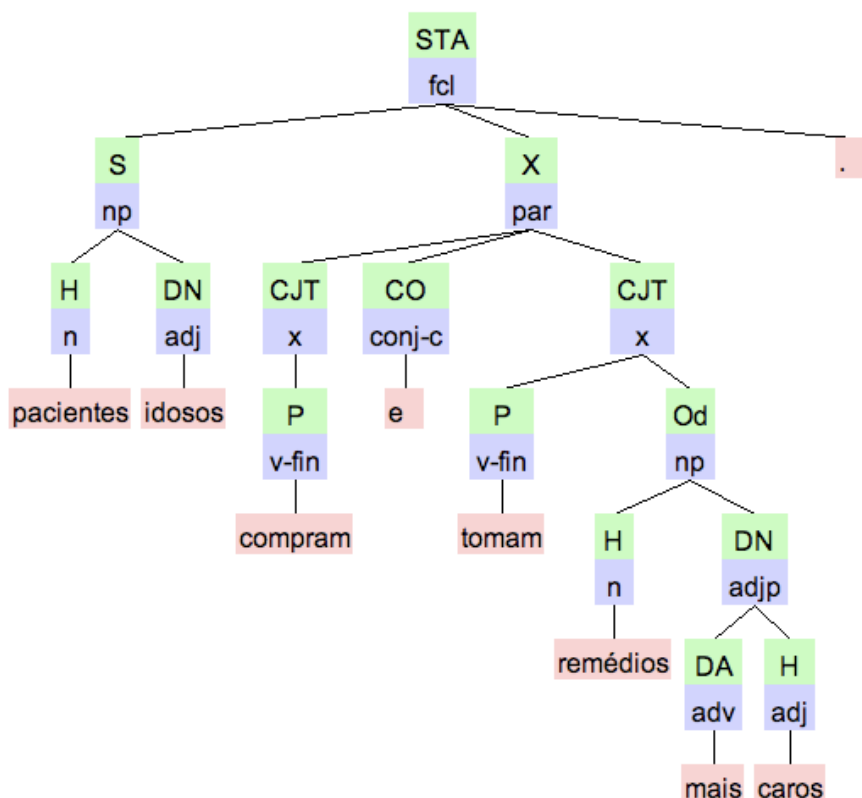 STA
fcl
S X .
np par
H DN CJT CO CJT
n adj x conj-c x
pacientes idosos P e P Od
v-fin v-fin np
compram tomam H DN
n adjp
remédios DA H
adv adj
mais caros